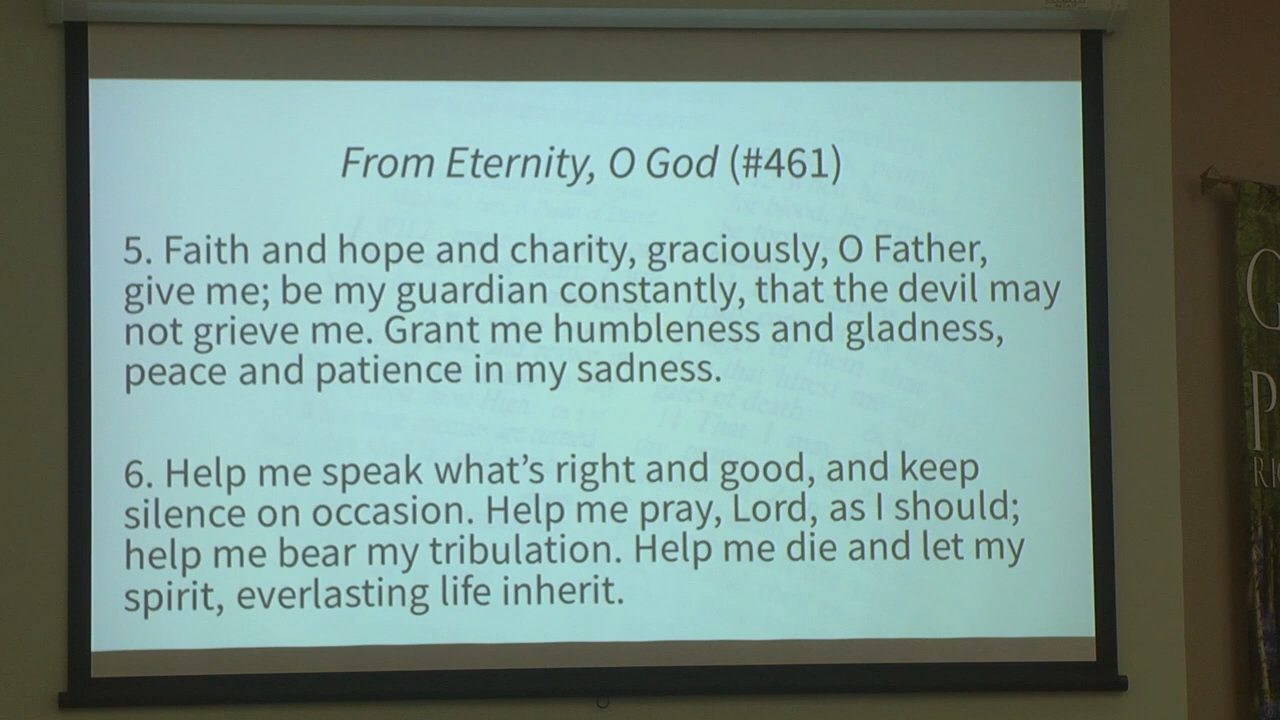 From Eternity, O God (#461)
5. Faith and hope and charity, graciously, O Father,
give me; be my guardian constantly, that the devil may
not grieve me. Grant me humbleness and gladness,
peace and patience in my sadness.
6. Help me speak what's right and good, and keep
silence on occasion. Help me pray, Lord, as I should;
help me bear my tribulation. Help me die and let my
spirit, everlasting life inherit.